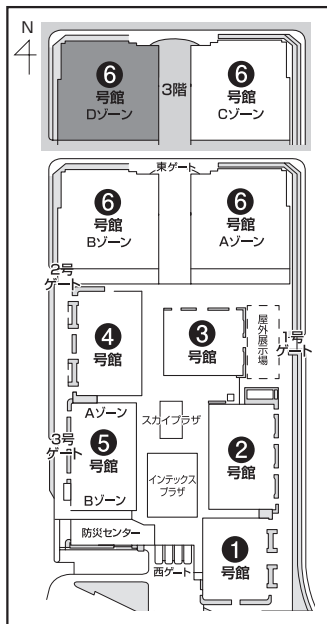 N
❻
号館
Dゾーン
3階
❻
号館
Cゾーン
東ゲート
❻
号館
Bゾーン
❻
号館
Aゾーン
2号
ゲート
❹
号館
❸
号館
屋外展示場
1号
ゲート
3号
ゲート
Aゾーン
❺
号館
Bゾーン
スカイプラザ
❷
号館
インテックス
プラザ
防災センター
西ゲート
❶
号館